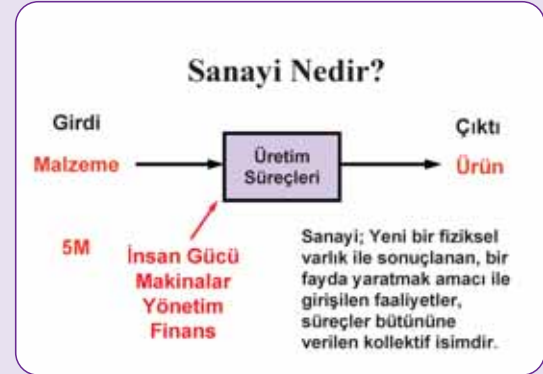 Sanayi Nedir?
Girdi
Malzeme
Üretim
Süreçleri
Çıktı
Ürün
5M
İnsan Gücü
Makinalar
Yönetim
Finans
Sanayi; Yeni bir fiziksel
varlık ile sonuçlanan, bir
fayda yaratmak amacı ile
girişilen faaliyetler,
süreçler bütününe
verilen kollektif isimdir.